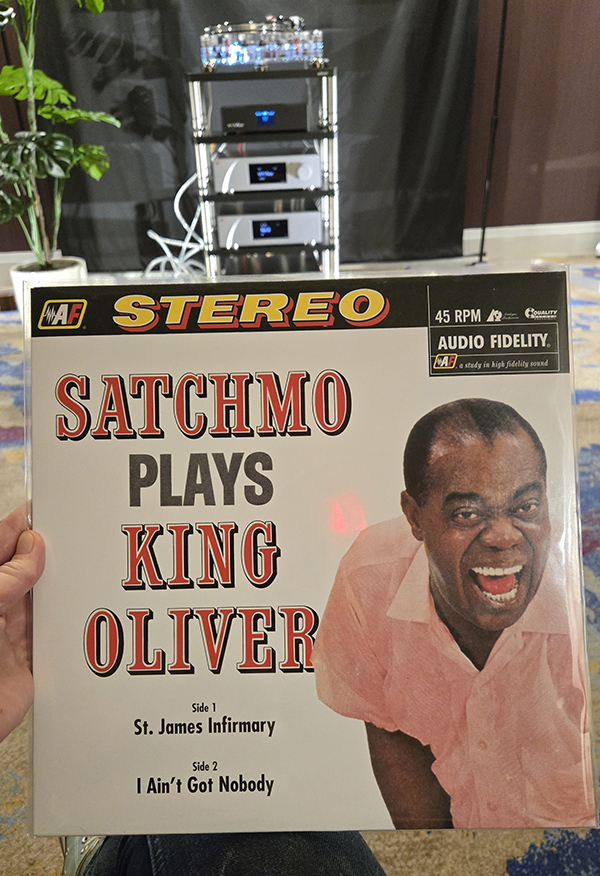 AF
STEREO
45 RPM
QUALITY
AUDIO FIDELITY
AF a study in high fidelity sound
SATCHMO
PLAYS
KING
OLIVER
Side 1
St. James Infirmary
Side 2
I Ain't Got Nobody